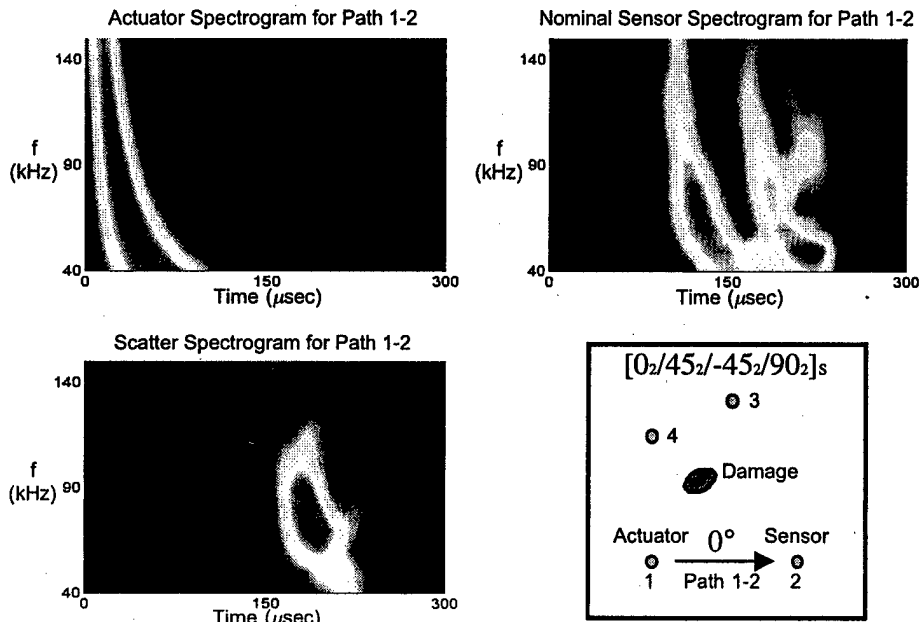 Actuator Spectrogram for Path 1-2
140
f
(kHz)
90
40
0
150
300
Time (μsec)
Nominal Sensor Spectrogram for Path 1-2
140
f
(kHz)
90
40
0
150
300
Time (μsec)
Scatter Spectrogram for Path 1-2
140
f
(kHz)
90
40
0
150
300
Time (μsec)
[0₂/45₂/-45₂/90₂]s
3
4
Damage
Actuator 0° Sensor
1 Path 1-2 2